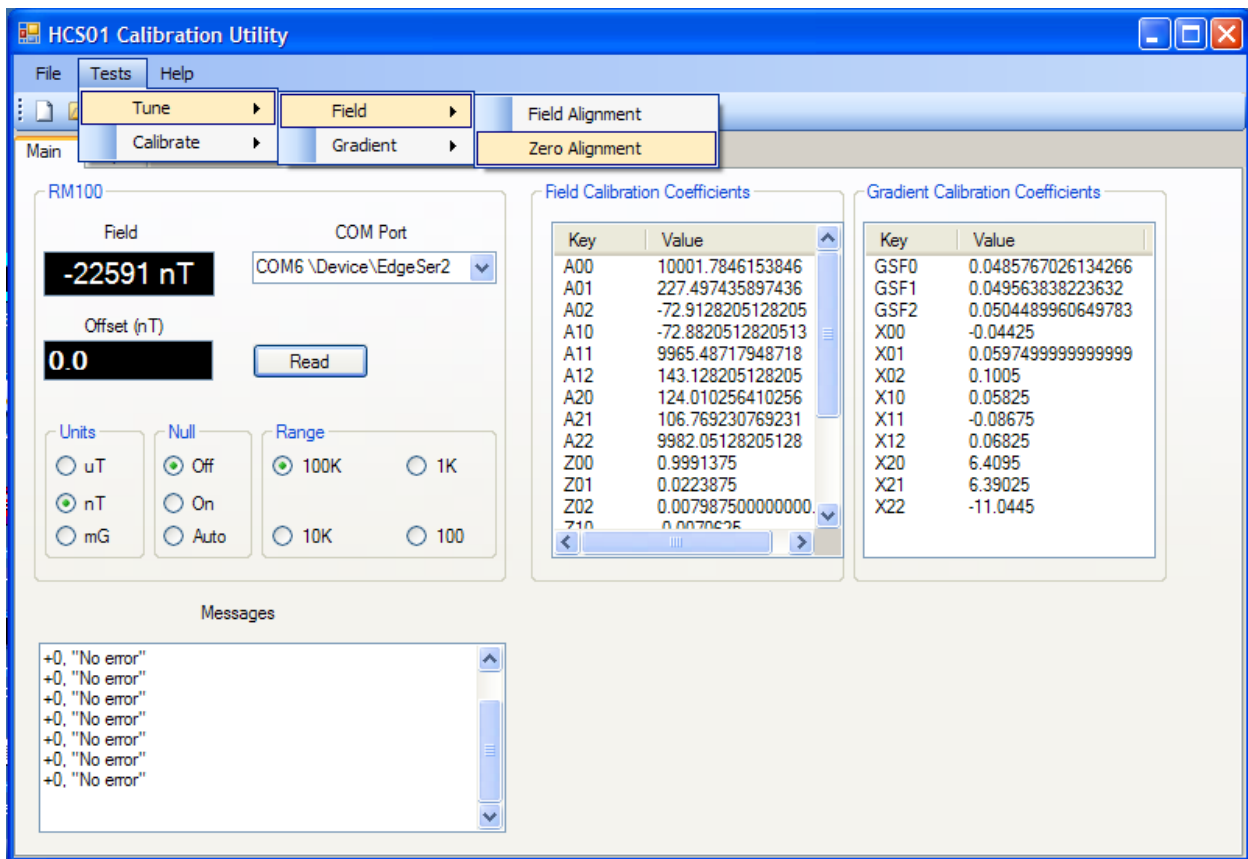 HCS01 Calibration Utility
File Tests Help
Tune Field Field Alignment
Calibrate Gradient Zero Alignment
Main
RM100
Field COM Port
-22591 nT COM6 \Device\EdgeSer2
Offset (nT)
0.0 Read
Units Null Range
uT Off 100K 1K
nT On
mG Auto 10K 100
Field Calibration Coefficients
Key Value
A00 10001.7846153846
A01 227.497435897436
A02 -72.9128205128205
A10 -72.8820512820513
A11 9965.48717948718
A12 143.128205128205
A20 124.010256410256
A21 106.769230769231
A22 9982.05128205128
Z00 0.9991375
Z01 0.0223875
Z02 0.0079875000000000.
Z10 -0.0070625
Gradient Calibration Coefficients
Key Value
GSF0 0.0485767026134266
GSF1 0.049563838223632
GSF2 0.0504489960649783
X00 -0.04425
X01 0.0597499999999999
X02 0.1005
X10 0.05825
X11 -0.08675
X12 0.06825
X20 6.4095
X21 6.39025
X22 -11.0445
Messages
+0, "No error"
+0, "No error"
+0, "No error"
+0, "No error"
+0, "No error"
+0, "No error"
+0, "No error"